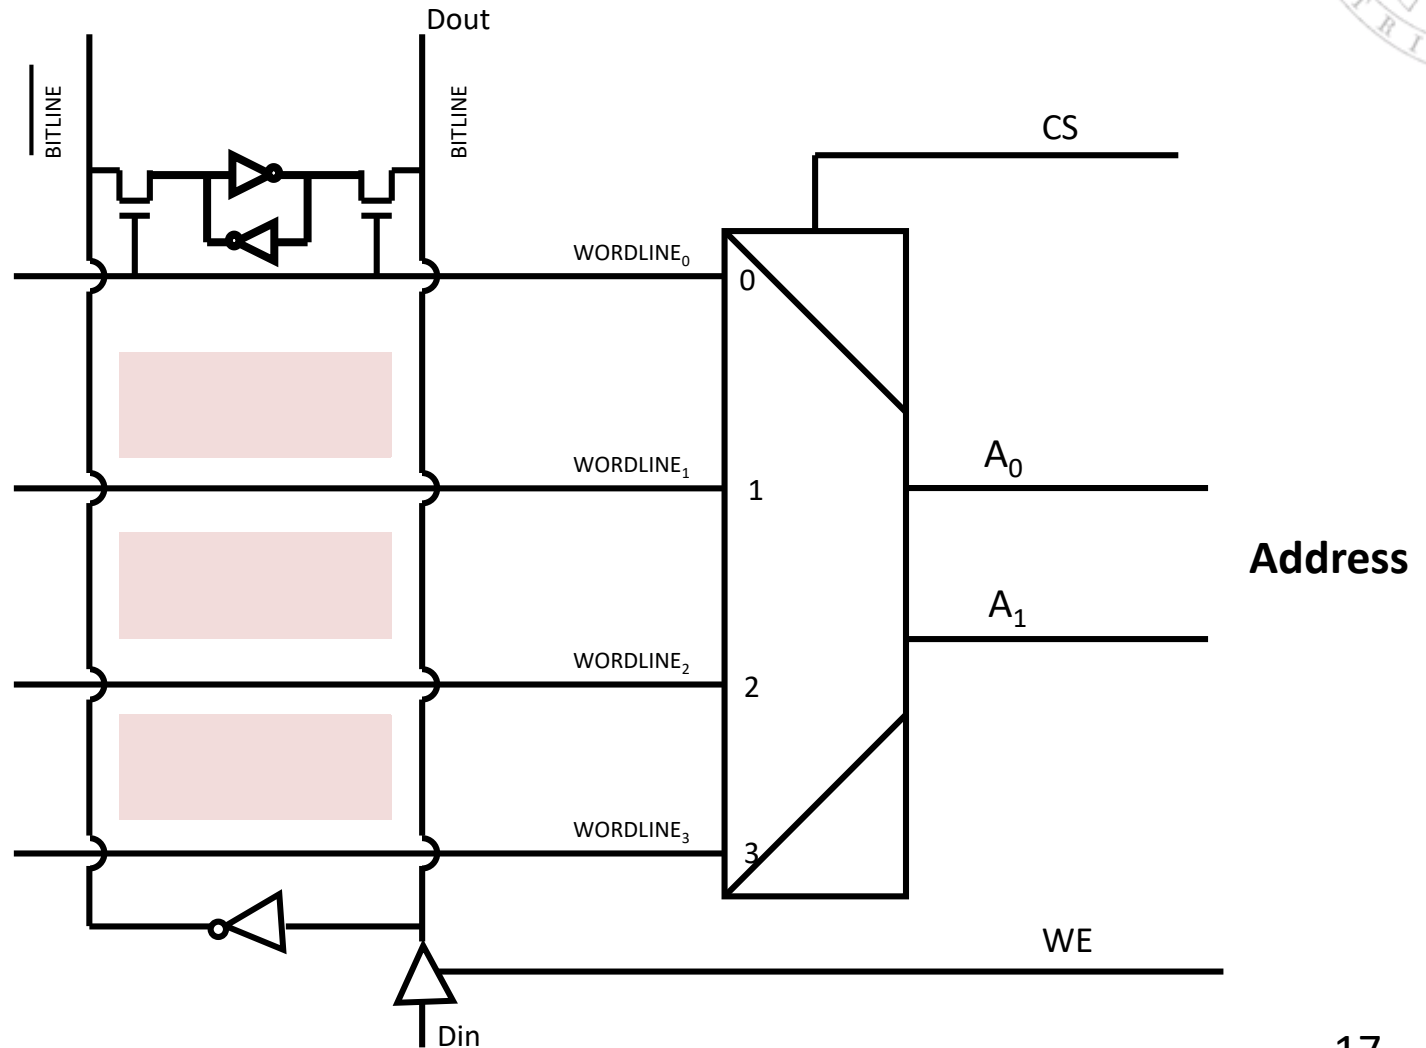 Dout
BITLINE
BITLINE
CS
WORDLINE₀
0
A₀
WORDLINE₁
1
Address
A₁
WORDLINE₂
2
WORDLINE₃
3
WE
Din
17
T R I